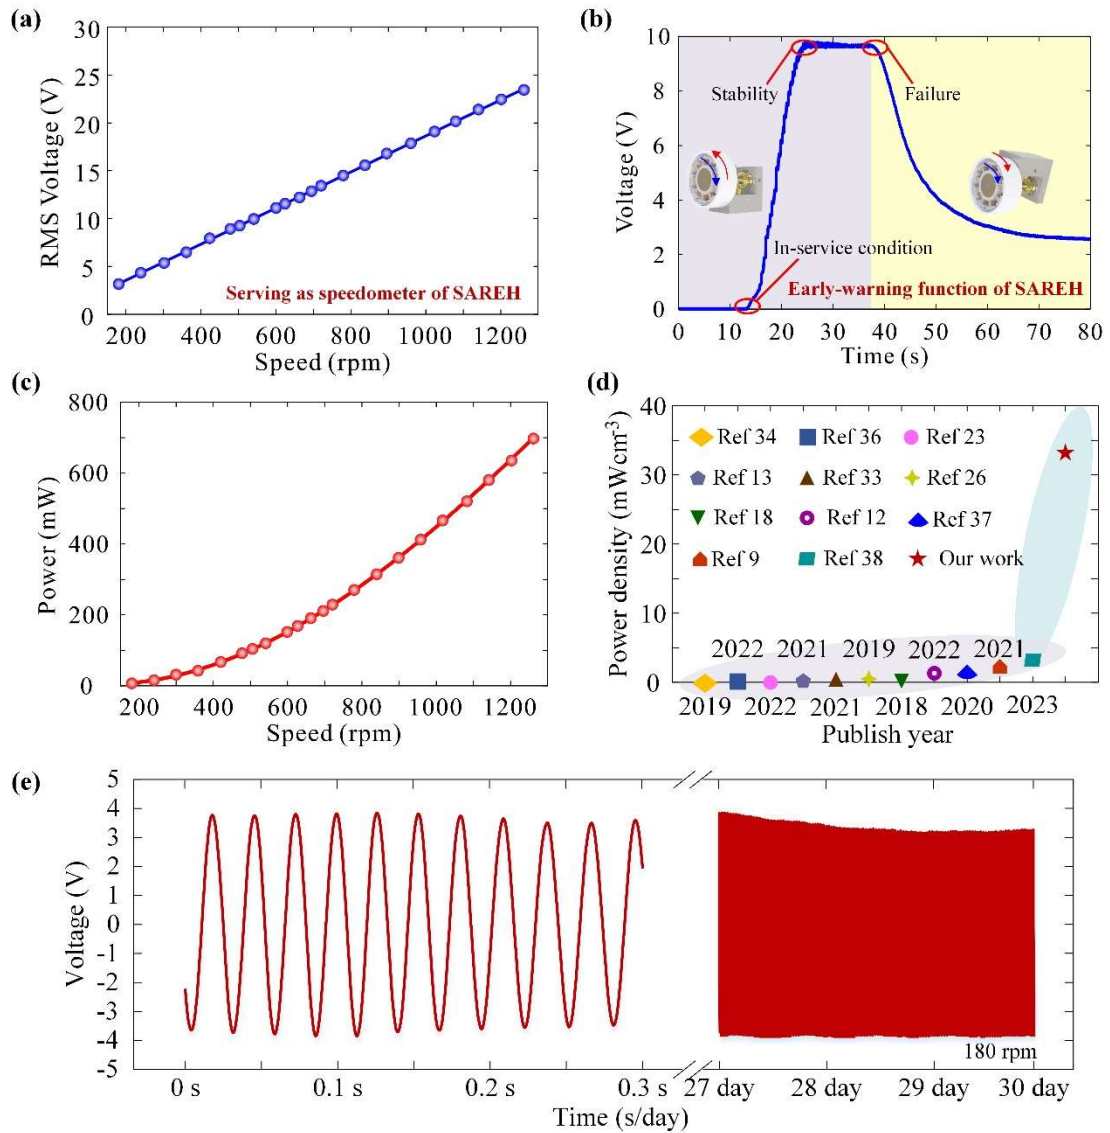 (a)
30
25
20
15
10
5
0
RMS Voltage (V)
Serving as speedometer of SAREH
200 400 600 800 1000 1200
Speed (rpm)
(b)
10
8
6
4
2
0
Voltage (V)
Stability
Failure
In-service condition
Early-warning function of SAREH
0 10 20 30 40 50 60 70 80
Time (s)
(c)
800
600
400
200
0
Power (mW)
200 400 600 800 1000 1200
Speed (rpm)
(d)
40
30
20
10
0
Power density (mWcm-3)
Ref 34 Ref 36 Ref 23
Ref 13 Ref 33 Ref 26
Ref 18 Ref 12 Ref 37
Ref 9 Ref 38 Our work
2022 2021 2019 2022 2021
2019 2022 2021 2018 2020 2023
Publish year
(e)
5
4
3
2
1
0
-1
-2
-3
-4
-5
Voltage (V)
180 rpm
0 s 0.1 s 0.2 s 0.3 s 27 day 28 day 29 day 30 day
Time (s/day)